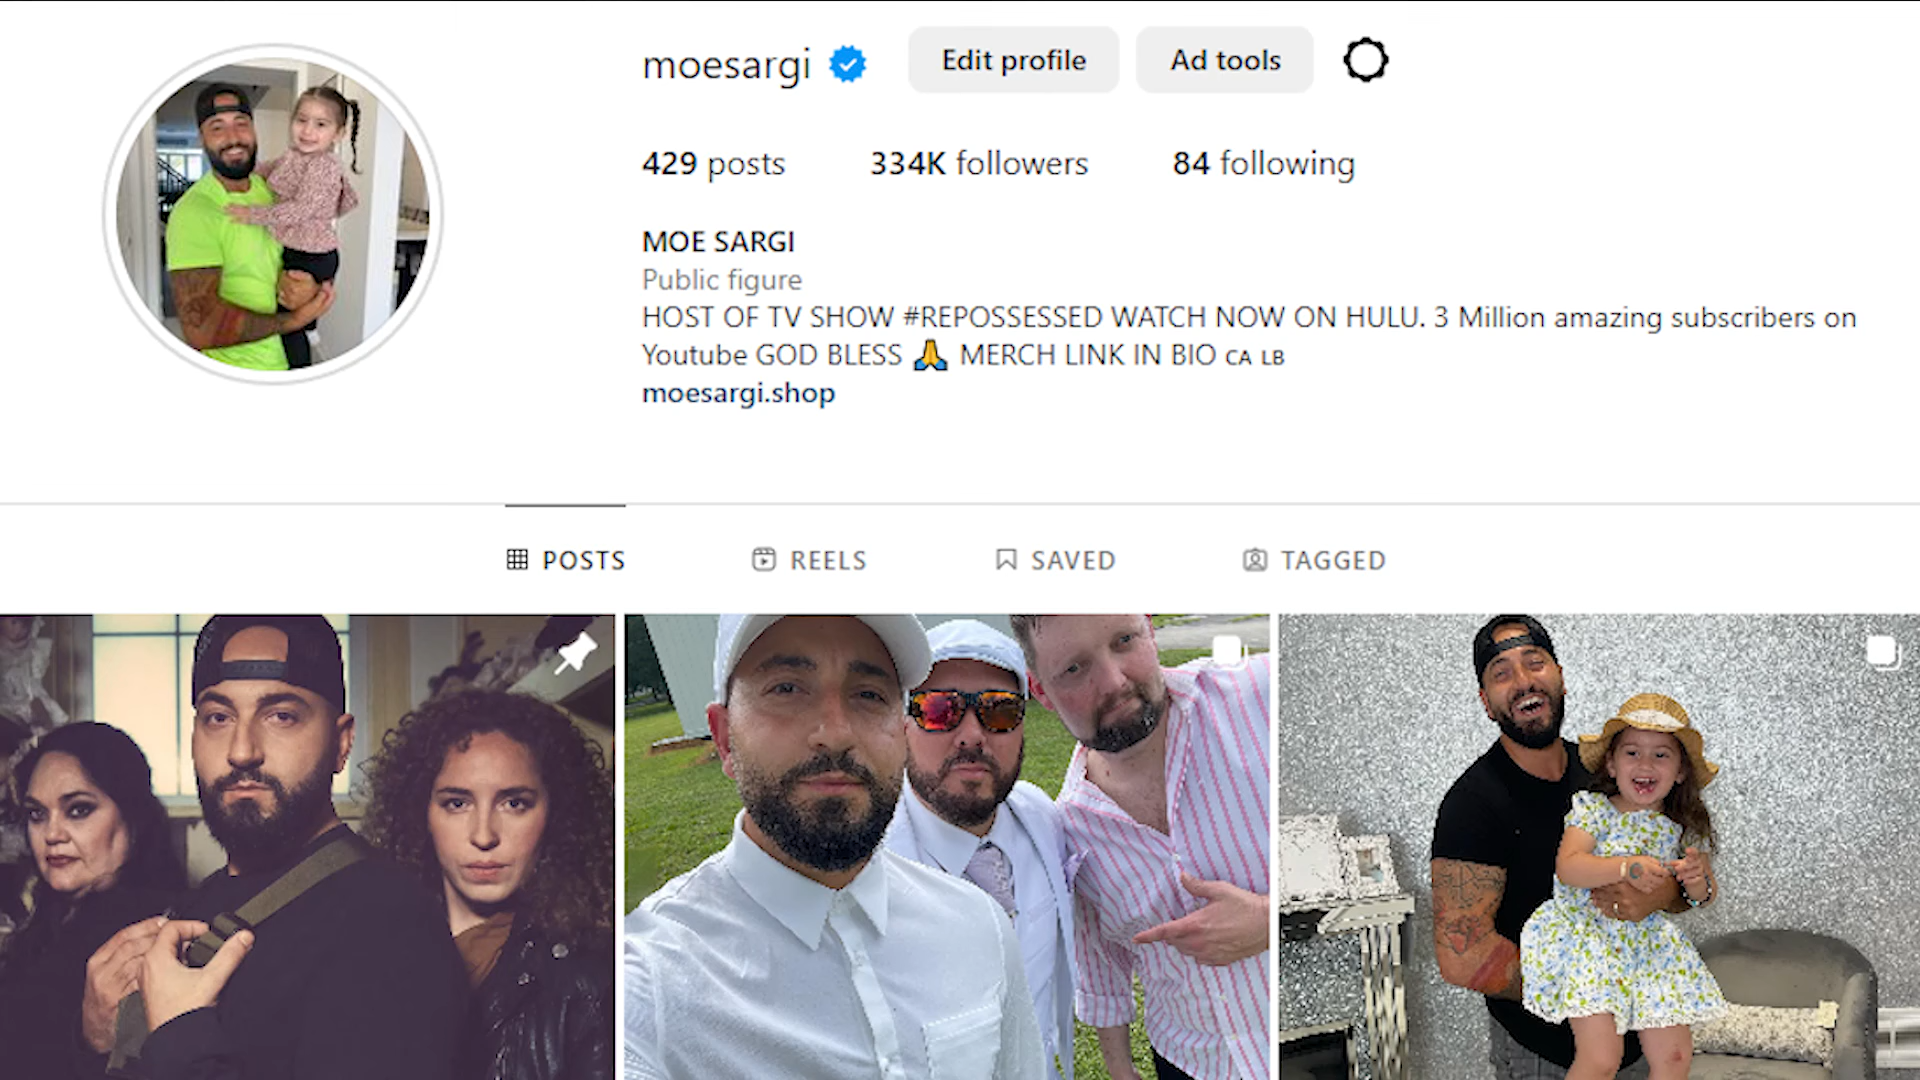 moesargi
Edit profile
Ad tools
429 posts
334K followers
84 following
MOE SARGI
Public figure
HOST OF TV SHOW #REPOSSESSED WATCH NOW ON HULU. 3 Million amazing subscribers on
Youtube GOD BLESS 🙏 MERCH LINK IN BIO CA LB
moesargi.shop
POSTS
REELS
SAVED
TAGGED